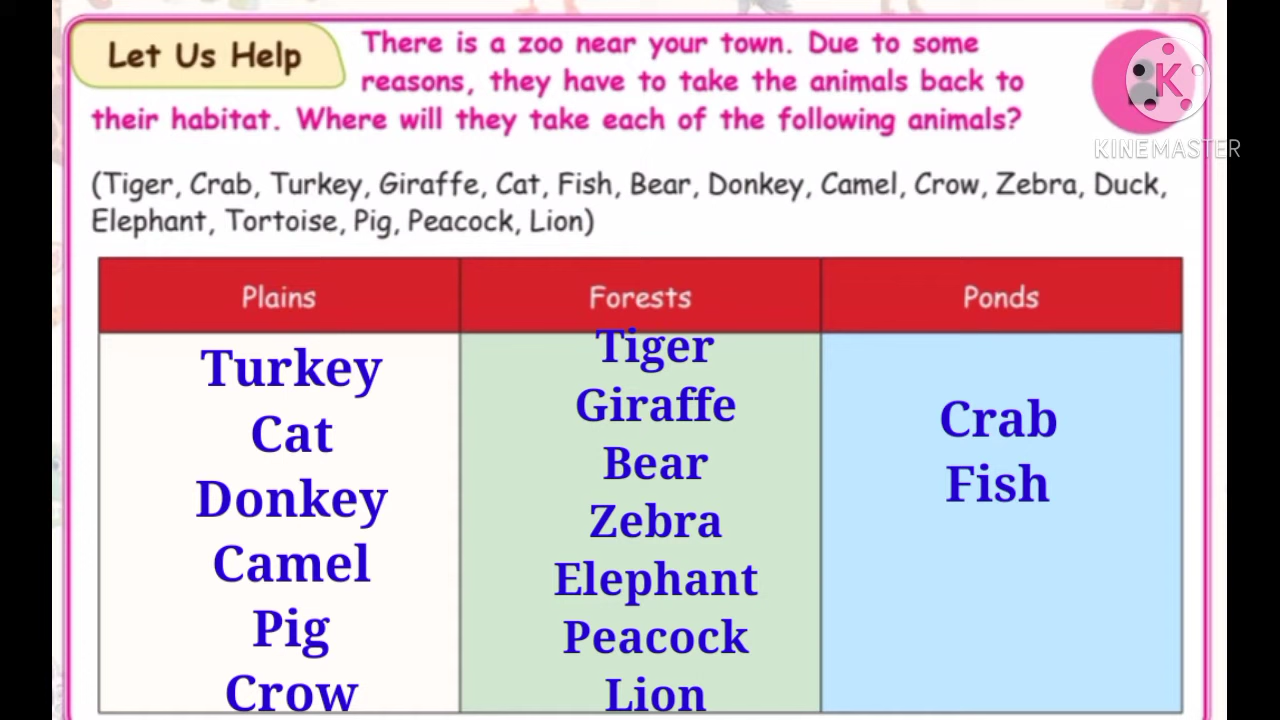 Let Us Help
There is a zoo near your town. Due to some
reasons, they have to take the animals back to
their habitat. Where will they take each of the following animals?
K
KINEMASTER
(Tiger, Crab, Turkey, Giraffe, Cat, Fish, Bear, Donkey, Camel, Crow, Zebra, Duck,
Elephant, Tortoise, Pig, Peacock, Lion)
Plains
Forests
Ponds
Turkey
Cat
Donkey
Camel
Pig
Crow
Tiger
Giraffe
Bear
Zebra
Elephant
Peacock
Lion
Crab
Fish